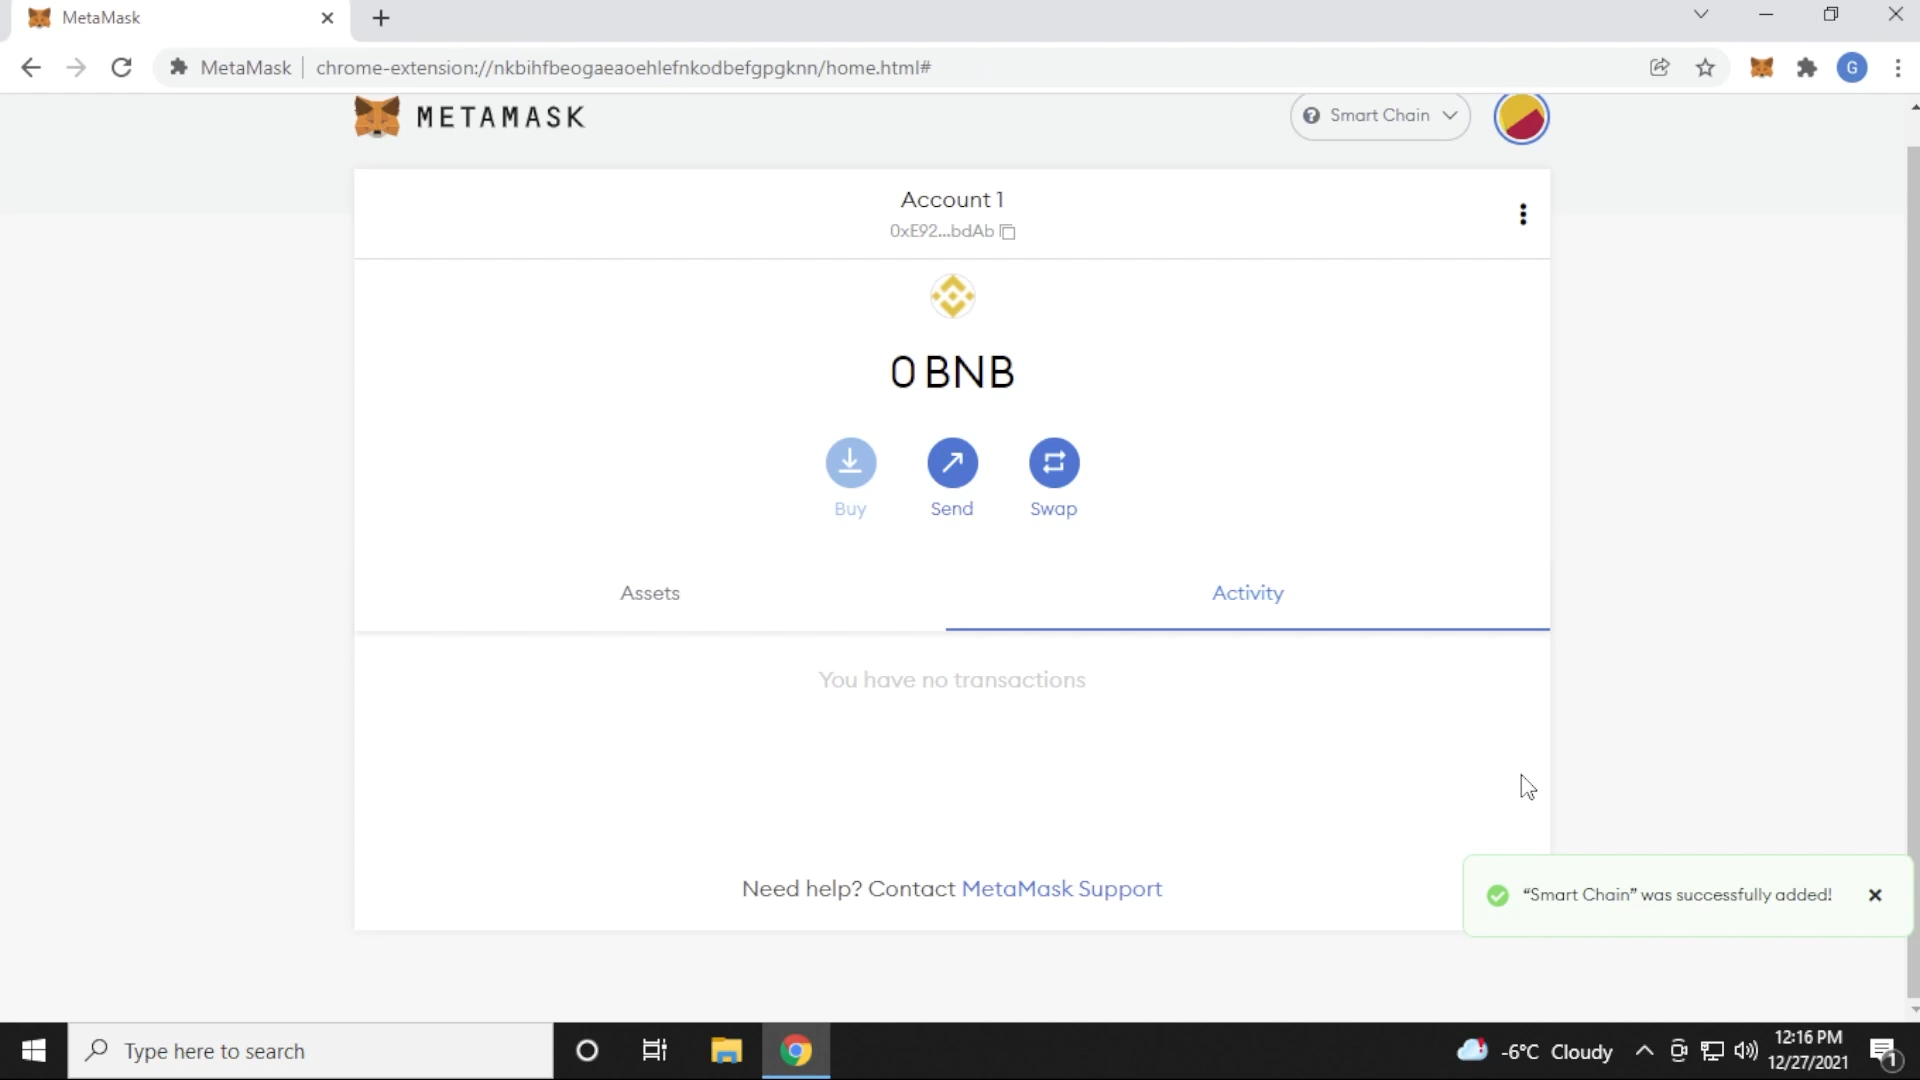 MetaMask
MetaMask
chrome-extension://nkbihfbeogaeaoehlefnkodbefgpgknn/home.html#
G
METAMASK
Smart Chain
Account 1
0xE92...bdAb
0 BNB
Buy
Send
Swap
Assets
Activity
You have no transactions
Need help? Contact MetaMask Support
“Smart Chain” was successfully added!
Type here to search
-6°C Cloudy
12:16 PM
12/27/2021
1